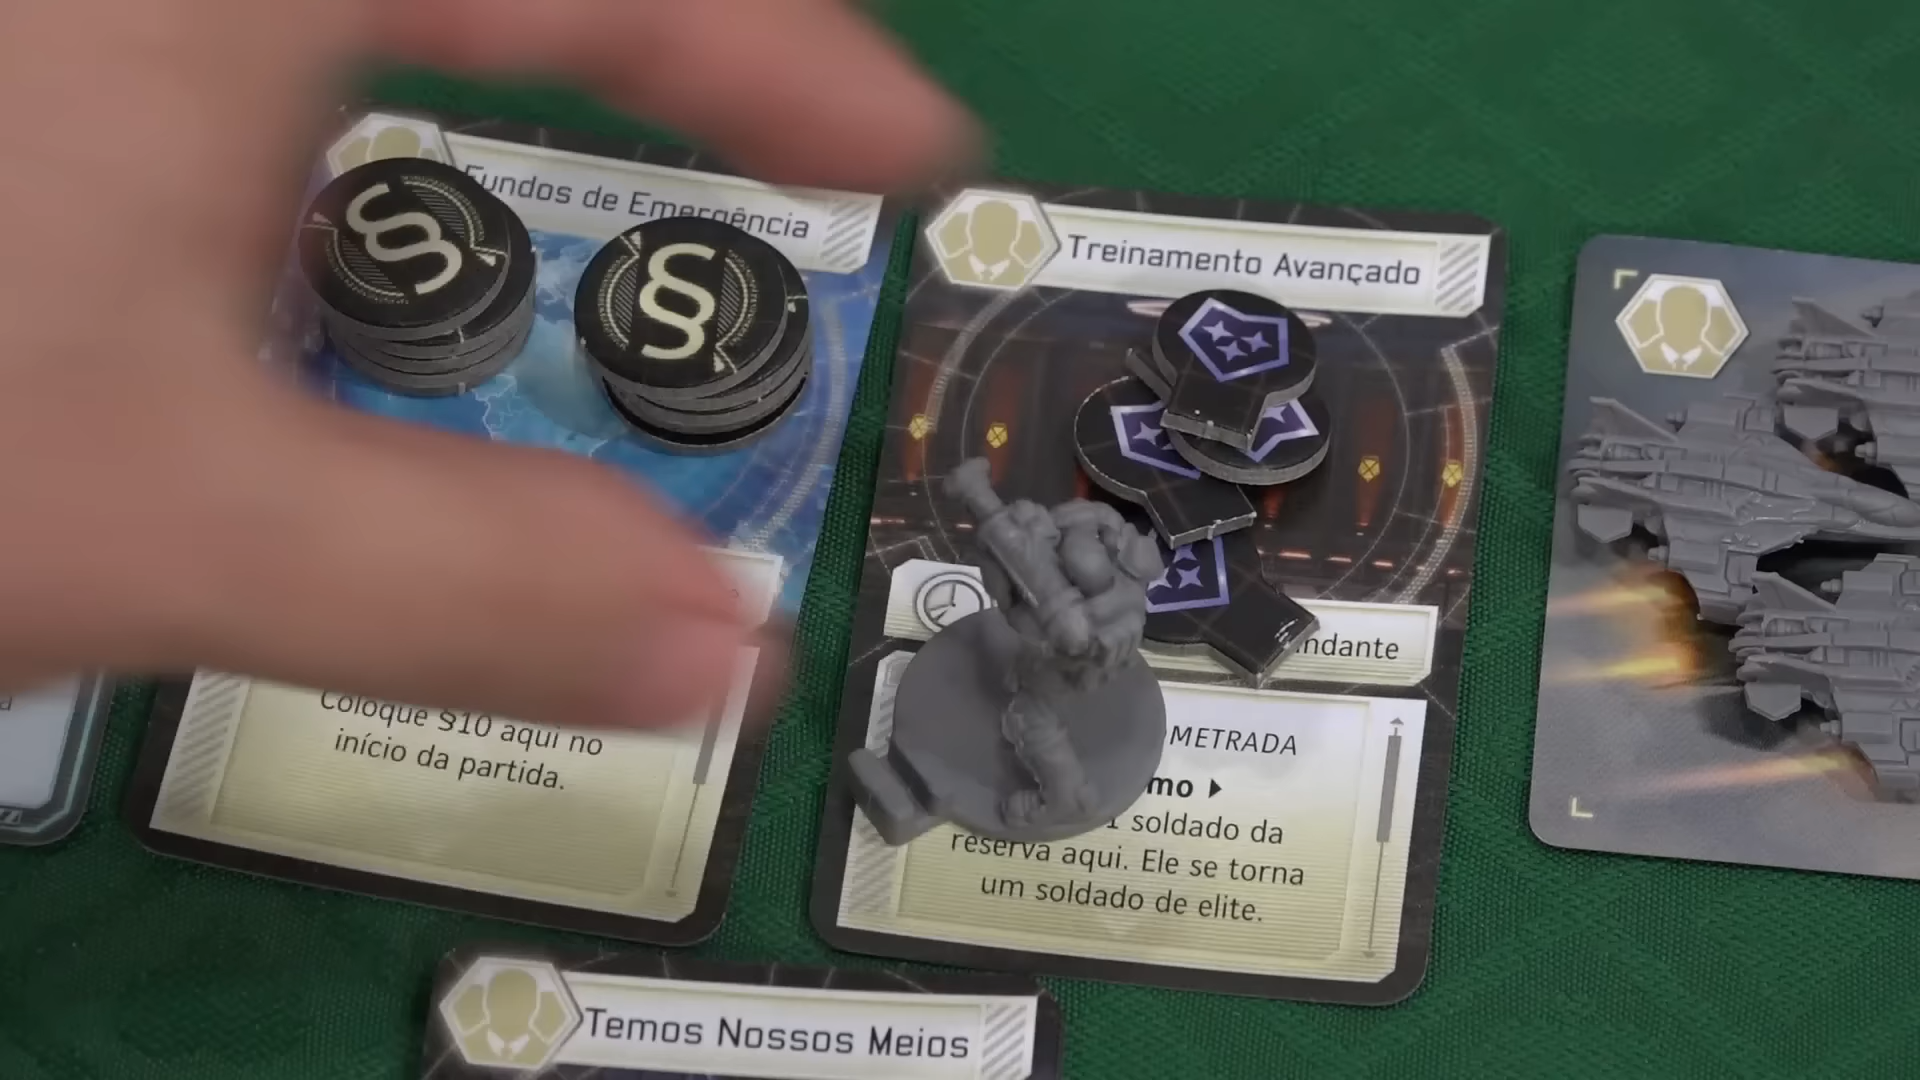 Fundos de Emergência
§
§
Coloque §10 aqui no
início da partida.
Treinamento Avançado
ndante
METRADA
mo ▶
1 soldado da
reserva aqui. Ele se torna
um soldado de elite.
Temos Nossos Meios
a